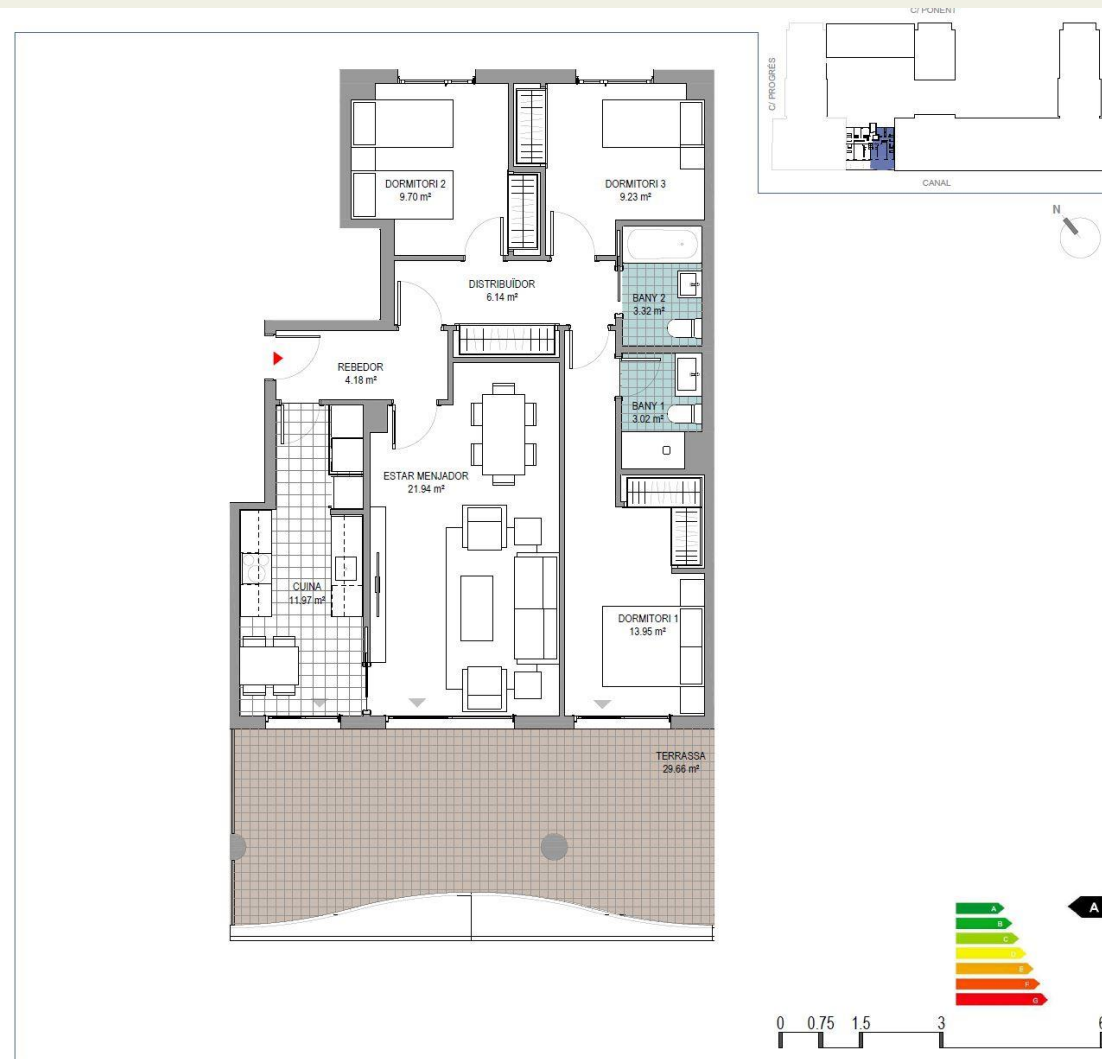 C/ PONENT
C/ PROGRÉS
CANAL
N
DORMITORI 2
9.70 m²
DORMITORI 3
9.23 m²
DISTRIBUÏDOR
6.14 m²
BANY 2
3.32 m²
REBEDOR
4.18 m²
BANY 1
3.02 m²
ESTAR MENJADOR
21.94 m²
CUINA
11.97 m²
DORMITORI 1
13.95 m²
TERRASSA
29.66 m²
A
A
B
C
D
E
F
G
0 0.75 1.5 3 6